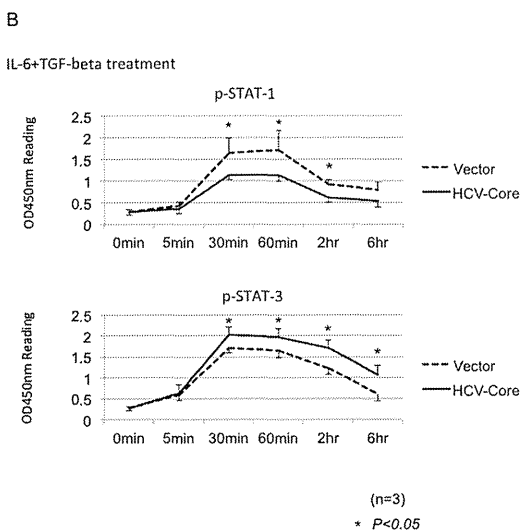 B
IL-6+TGF-beta treatment
p-STAT-1
OD450nm Reading
2.5
2
1.5
1
0.5
0
* * *
0min 5min 30min 60min 2hr 6hr
Vector
HCV-Core
p-STAT-3
OD450nm Reading
2.5
2
1.5
1
0.5
0
* * * *
0min 5min 30min 60min 2hr 6hr
Vector
HCV-Core
(n=3)
* P<0.05